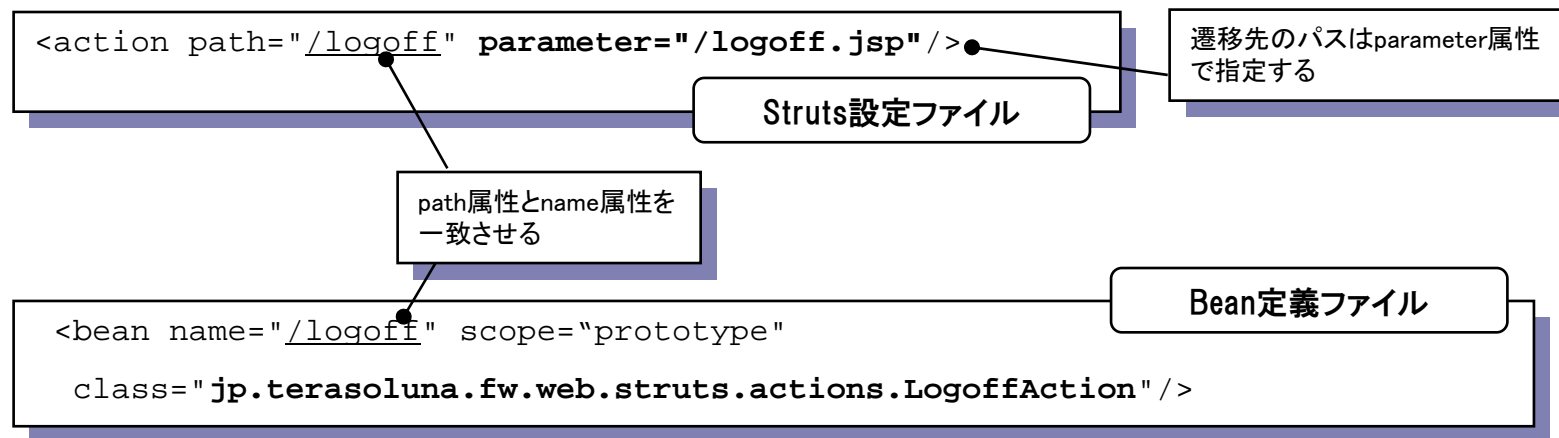 <action path="/logoff" parameter="/logoff.jsp"/>
遷移先のパスはparameter属性
で指定する
Struts設定ファイル
path属性とname属性を
一致させる
Bean定義ファイル
<bean name="/logoff" scope=“prototype"
class="jp.terasoluna.fw.web.struts.actions.LogoffAction"/>